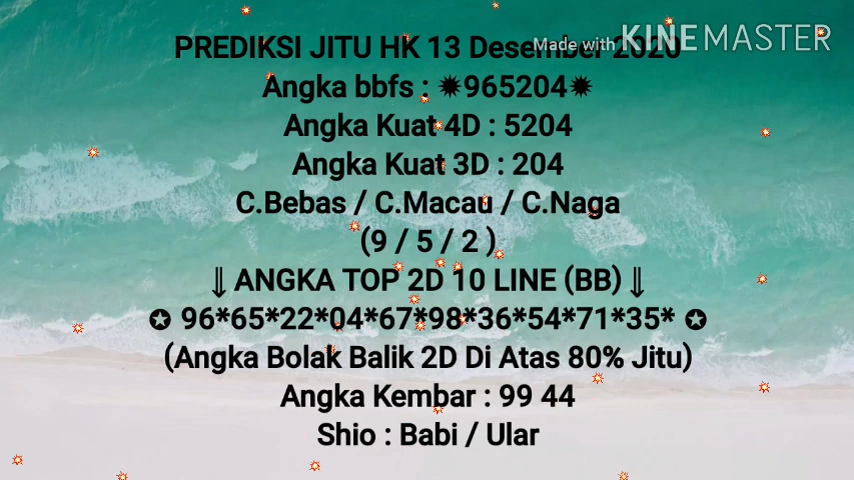 PREDIKSI JITU HK 13 Desember 2020
Made with KINEMASTER
Angka bbfs : ✹965204✹
Angka Kuat 4D : 5204
Angka Kuat 3D : 204
C.Bebas / C.Macau / C.Naga
(9 / 5 / 2 )
⇓ ANGKA TOP 2D 10 LINE (BB) ⇓
✪ 96*65*22*04*67*98*36*54*71*35* ✪
(Angka Bolak Balik 2D Di Atas 80% Jitu)
Angka Kembar : 99 44
Shio : Babi / Ular